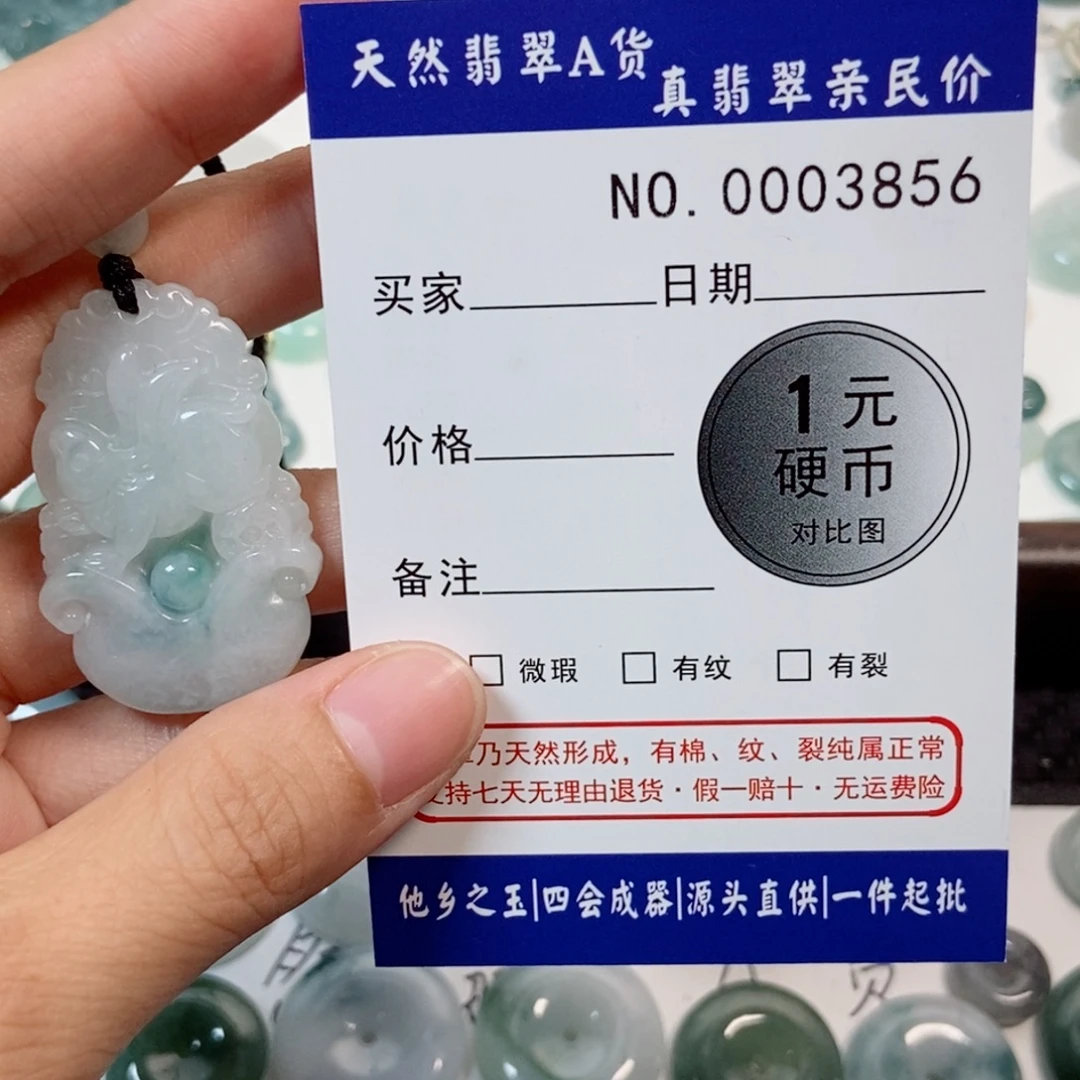 天然翡翠A货
真翡翠亲民价
NO. 0003856
买家 日期
价格
1元
硬币
对比图
备注
微瑕 有纹 有裂
乃天然形成，有棉、纹、裂纯属正常
支持七天无理由退货·假一赔十·无运费险
他乡之玉|四会成器|源头直供|一件起批